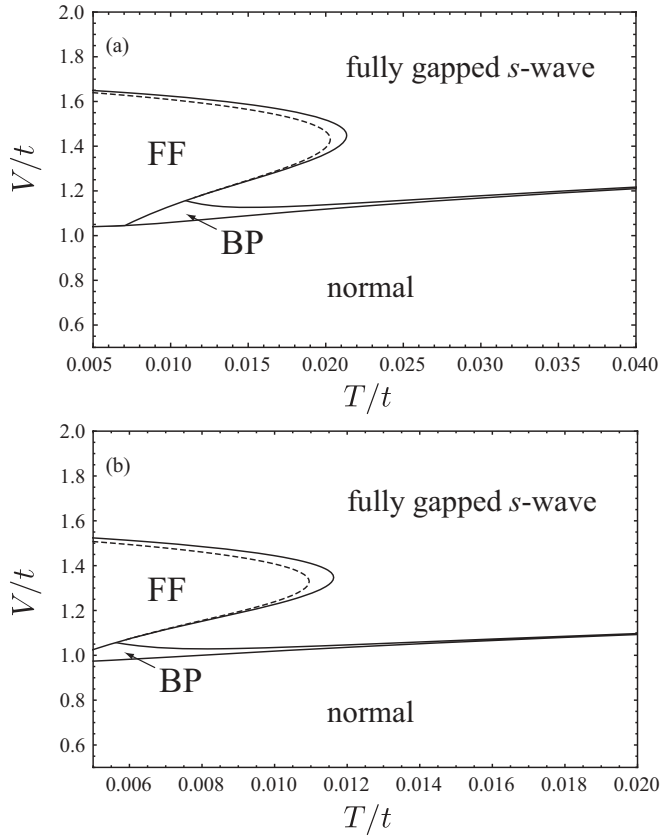 (a)
fully gapped s-wave
FF
BP
normal
V/t
2.0
1.8
1.6
1.4
1.2
1.0
0.8
0.6
0.005 0.010 0.015 0.020 0.025 0.030 0.035 0.040
T/t
(b)
fully gapped s-wave
FF
BP
normal
V/t
2.0
1.8
1.6
1.4
1.2
1.0
0.8
0.6
0.006 0.008 0.010 0.012 0.014 0.016 0.018 0.020
T/t